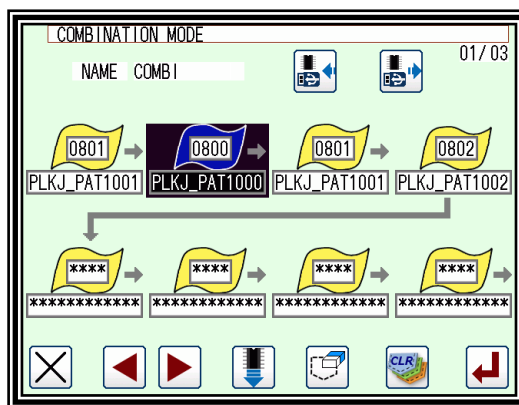 COMBINATION MODE
01/03
NAME COMBI
0801 0800 0801 0802
PLKJ_PAT1001 PLKJ_PAT1000 PLKJ_PAT1001 PLKJ_PAT1002
**** **** **** ****
************ ************ ************ ************
CLR